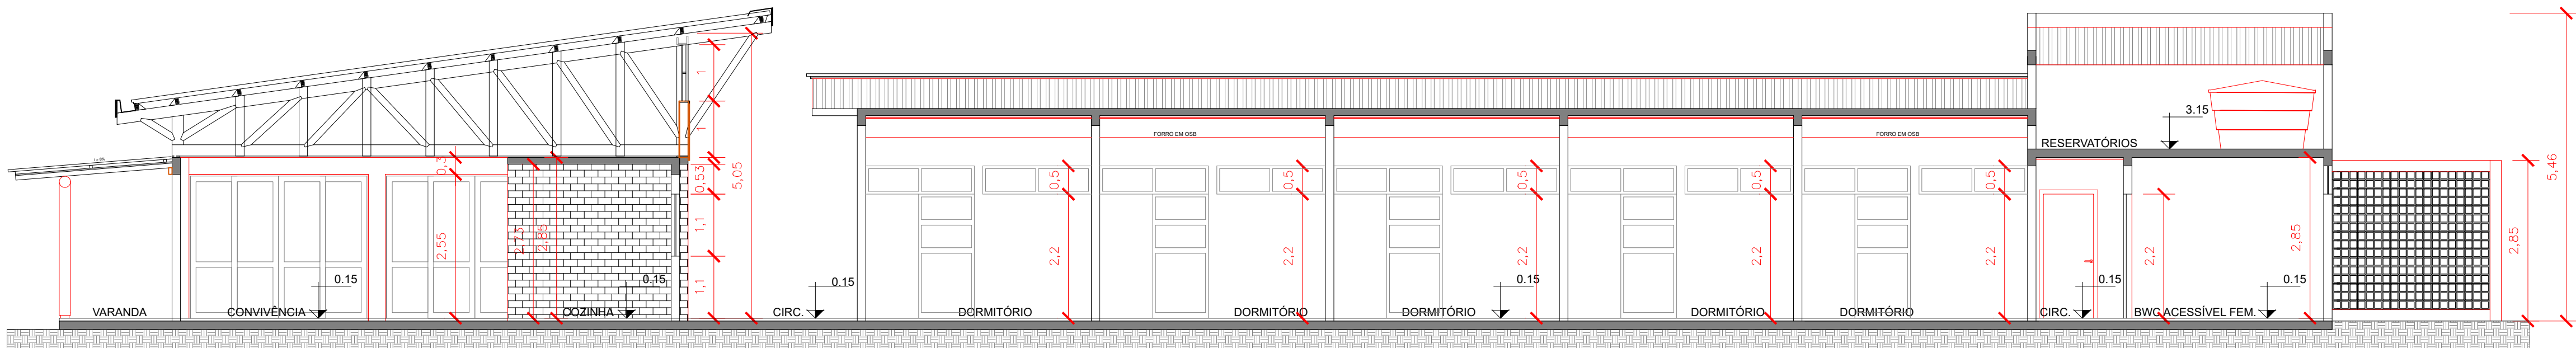 1
1
5,05
i = 8%
0,3
0,53
1,1
1,1
2,55
2,73
2,86
0.15
0.15
VARANDA
CONVIVÊNCIA
COZINHA
CIRC.
0.15
FORRO EM OSB
FORRO EM OSB
0,5
0,5
0,5
0,5
0,5
2,2
2,2
2,2
2,2
2,2
0.15
DORMITÓRIO
DORMITÓRIO
DORMITÓRIO
DORMITÓRIO
DORMITÓRIO
RESERVATÓRIOS
3.15
2,2
2,85
0.15
0.15
CIRC.
BWC ACESSÍVEL FEM.
2,85
5,46